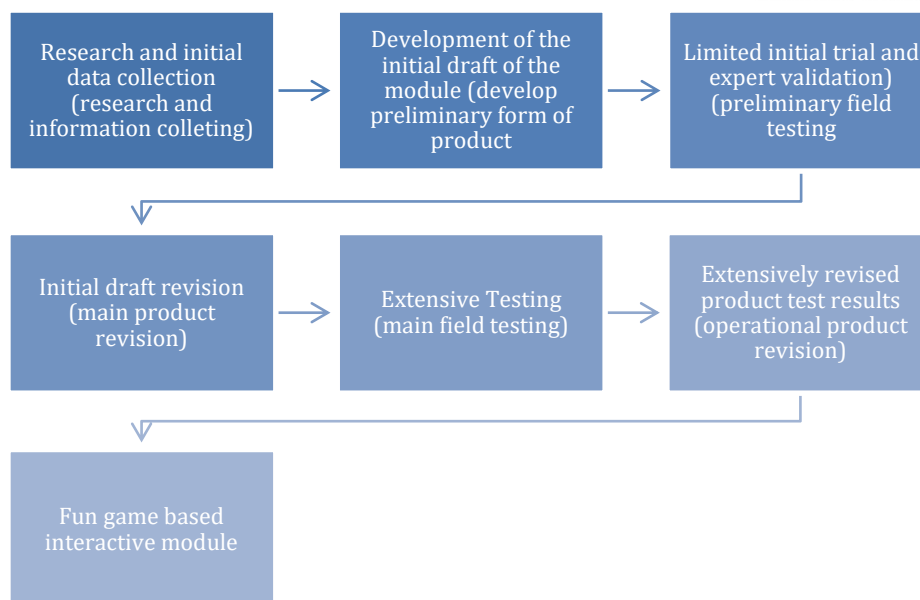 Research and initial
data collection
(research and
information colleting)
Development of the
initial draft of the
module (develop
preliminary form of
product
Limited initial trial and
expert validation)
(preliminary field
testing
Initial draft revision
(main product
revision)
Extensive Testing
(main field testing)
Extensively revised
product test results
(operational product
revision)
Fun game based
interactive module